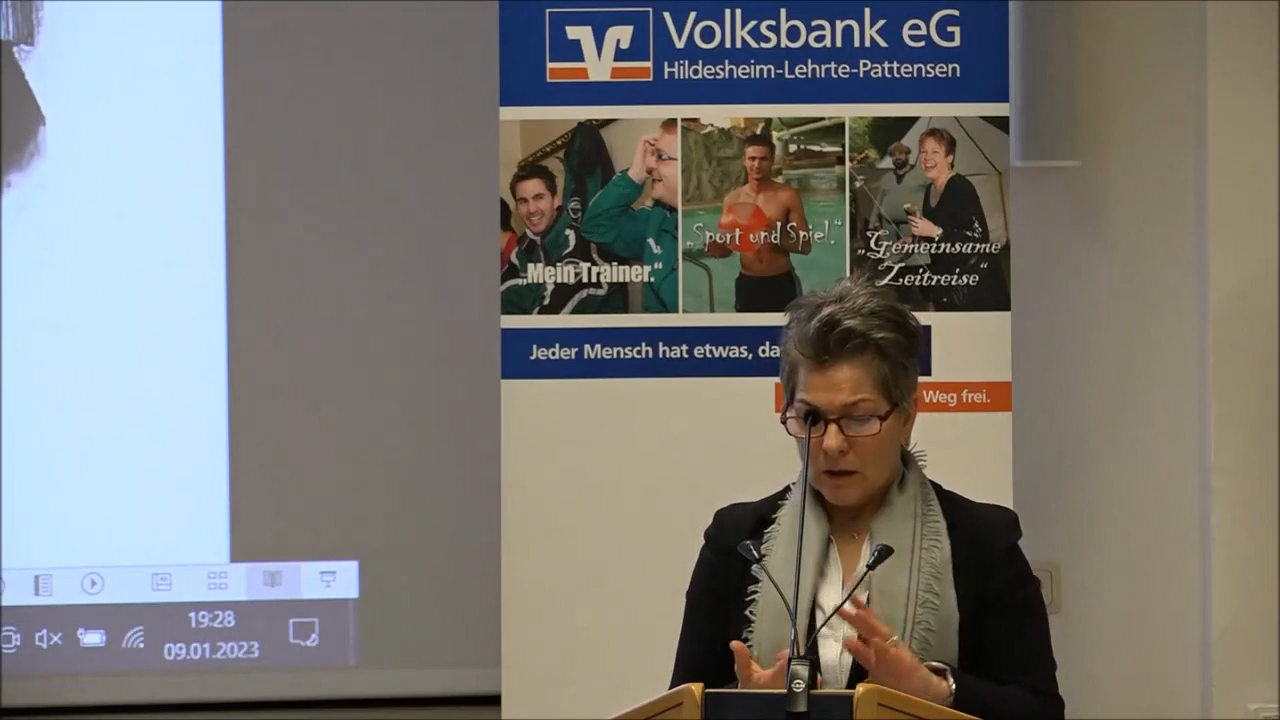 Volksbank eG
Hildesheim-Lehrte-Pattensen
„Mein Trainer.“
„Sport und Spiel.“
„Gemeinsame
Zeitreise“
Jeder Mensch hat etwas,
Weg frei.
19:28
09.01.2023